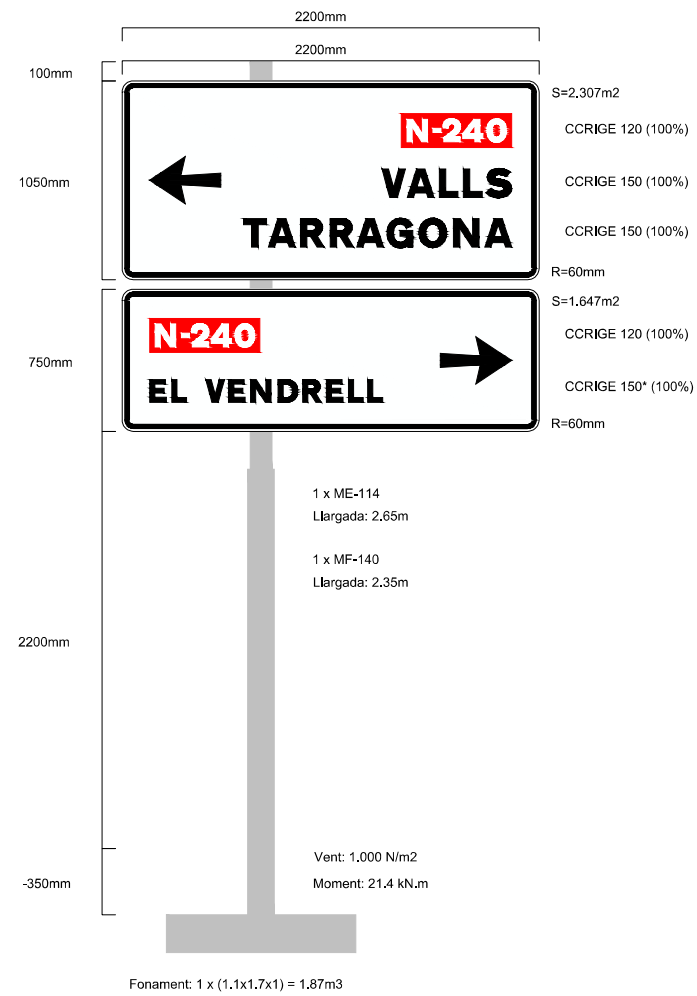 2200mm
2200mm
100mm
S=2.307m2
N-240
CCRIGE 120 (100%)
1050mm
VALLS
CCRIGE 150 (100%)
TARRAGONA
CCRIGE 150 (100%)
R=60mm
S=1.647m2
N-240
CCRIGE 120 (100%)
750mm
EL VENDRELL
CCRIGE 150* (100%)
R=60mm
1 x ME-114
Llargada: 2.65m
1 x MF-140
Llargada: 2.35m
2200mm
Vent: 1.000 N/m2
-350mm
Moment: 21.4 kN.m
Fonament: 1 x (1.1x1.7x1) = 1.87m3